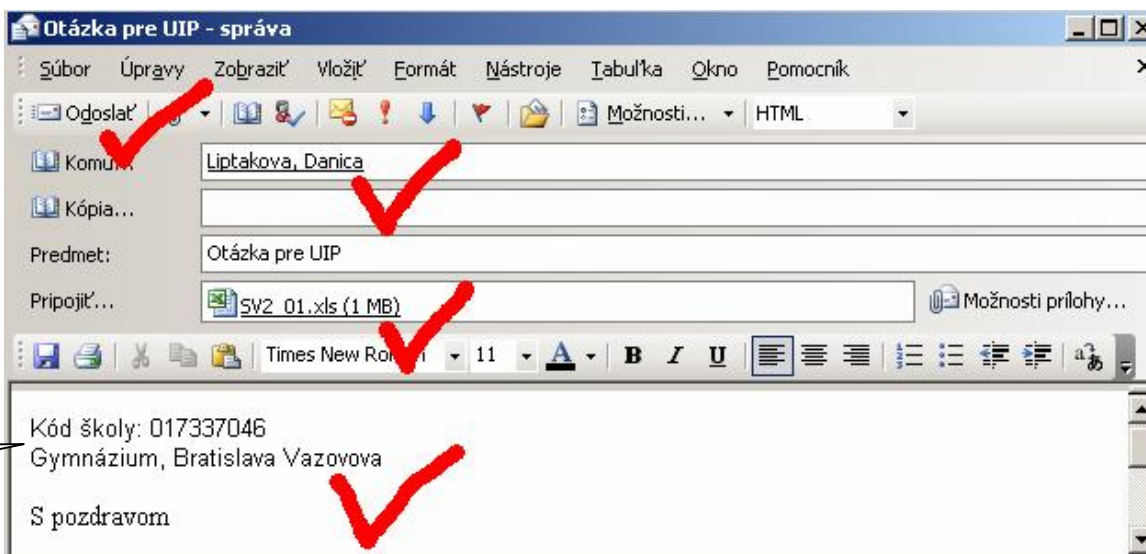 Otázka pre UIP - správa
Súbor Úpravy Zobraziť Vložiť Formát Nástroje Tabuľka Okno Pomocník
Odoslať Možnosti... HTML
Liptakova, Danica
Kópia...
Predmet: Otázka pre UIP
Pripojiť... SV2_01.xls (1 MB) Možnosti prílohy...
Times New 11 A B I U
Kód školy: 017337046
Gymnázium, Bratislava Vazovova
S pozdravom